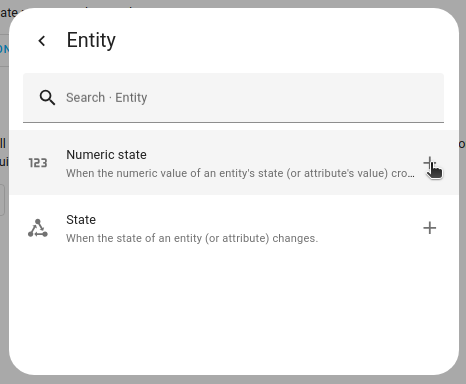 Entity
Search · Entity
123
Numeric state
When the numeric value of an entity's state (or attribute's value) cro…
State
When the state of an entity (or attribute) changes.